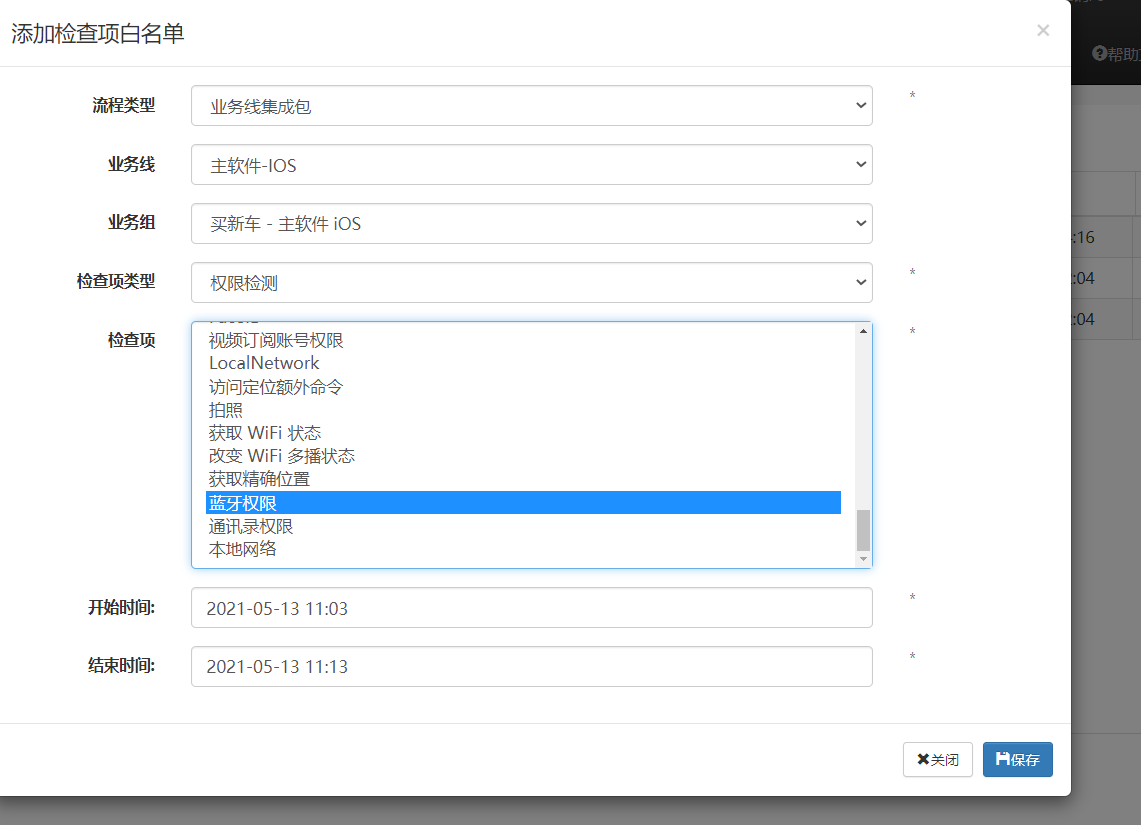 添加检查项白名单
×
帮助
流程类型
业务线集成包
*
业务线
主软件-IOS
业务组
买新车 - 主软件 iOS
:16
检查项类型
权限检测
*
:04
检查项
*
:04
视频订阅账号权限
LocalNetwork
访问定位额外命令
拍照
获取 WiFi 状态
改变 WiFi 多播状态
获取精确位置
蓝牙权限
通讯录权限
本地网络
开始时间:
2021-05-13 11:03
*
结束时间:
2021-05-13 11:13
*
关闭
保存